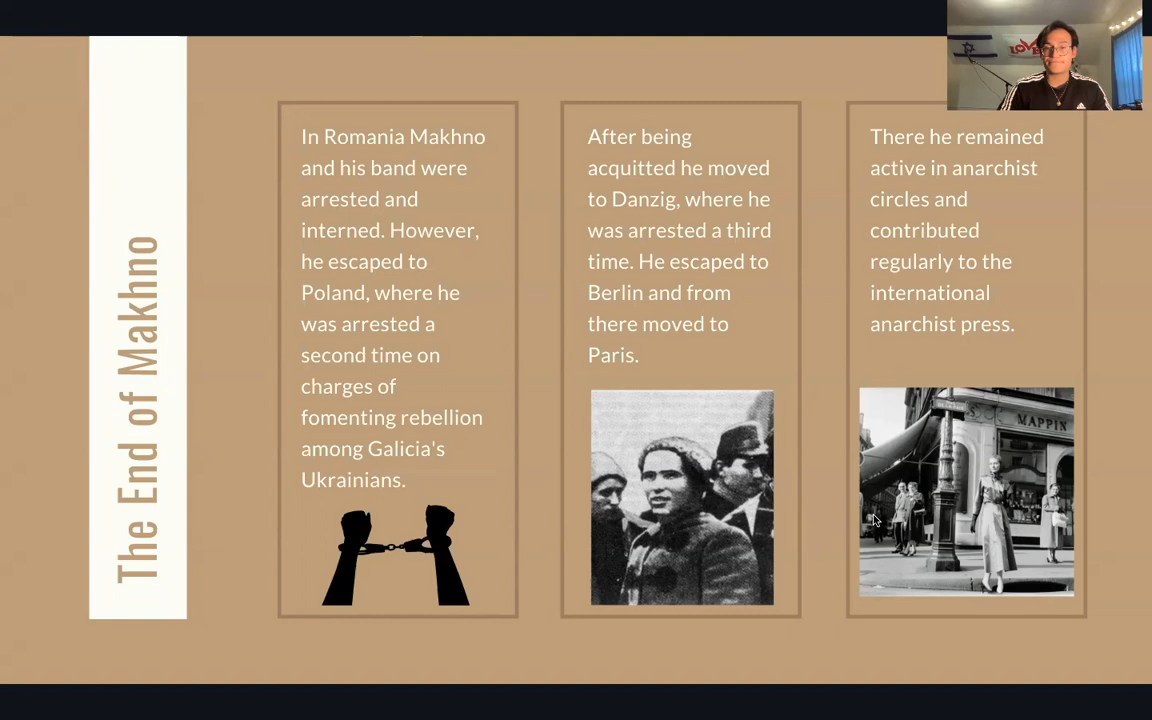 The End of Makhno
In Romania Makhno
and his band were
arrested and
interned. However,
he escaped to
Poland, where he
was arrested a
second time on
charges of
fomenting rebellion
among Galicia's
Ukrainians.
After being
acquitted he moved
to Danzig, where he
was arrested a third
time. He escaped to
Berlin and from
there moved to
Paris.
There he remained
active in anarchist
circles and
contributed
regularly to the
international
anarchist press.
MAPPIN